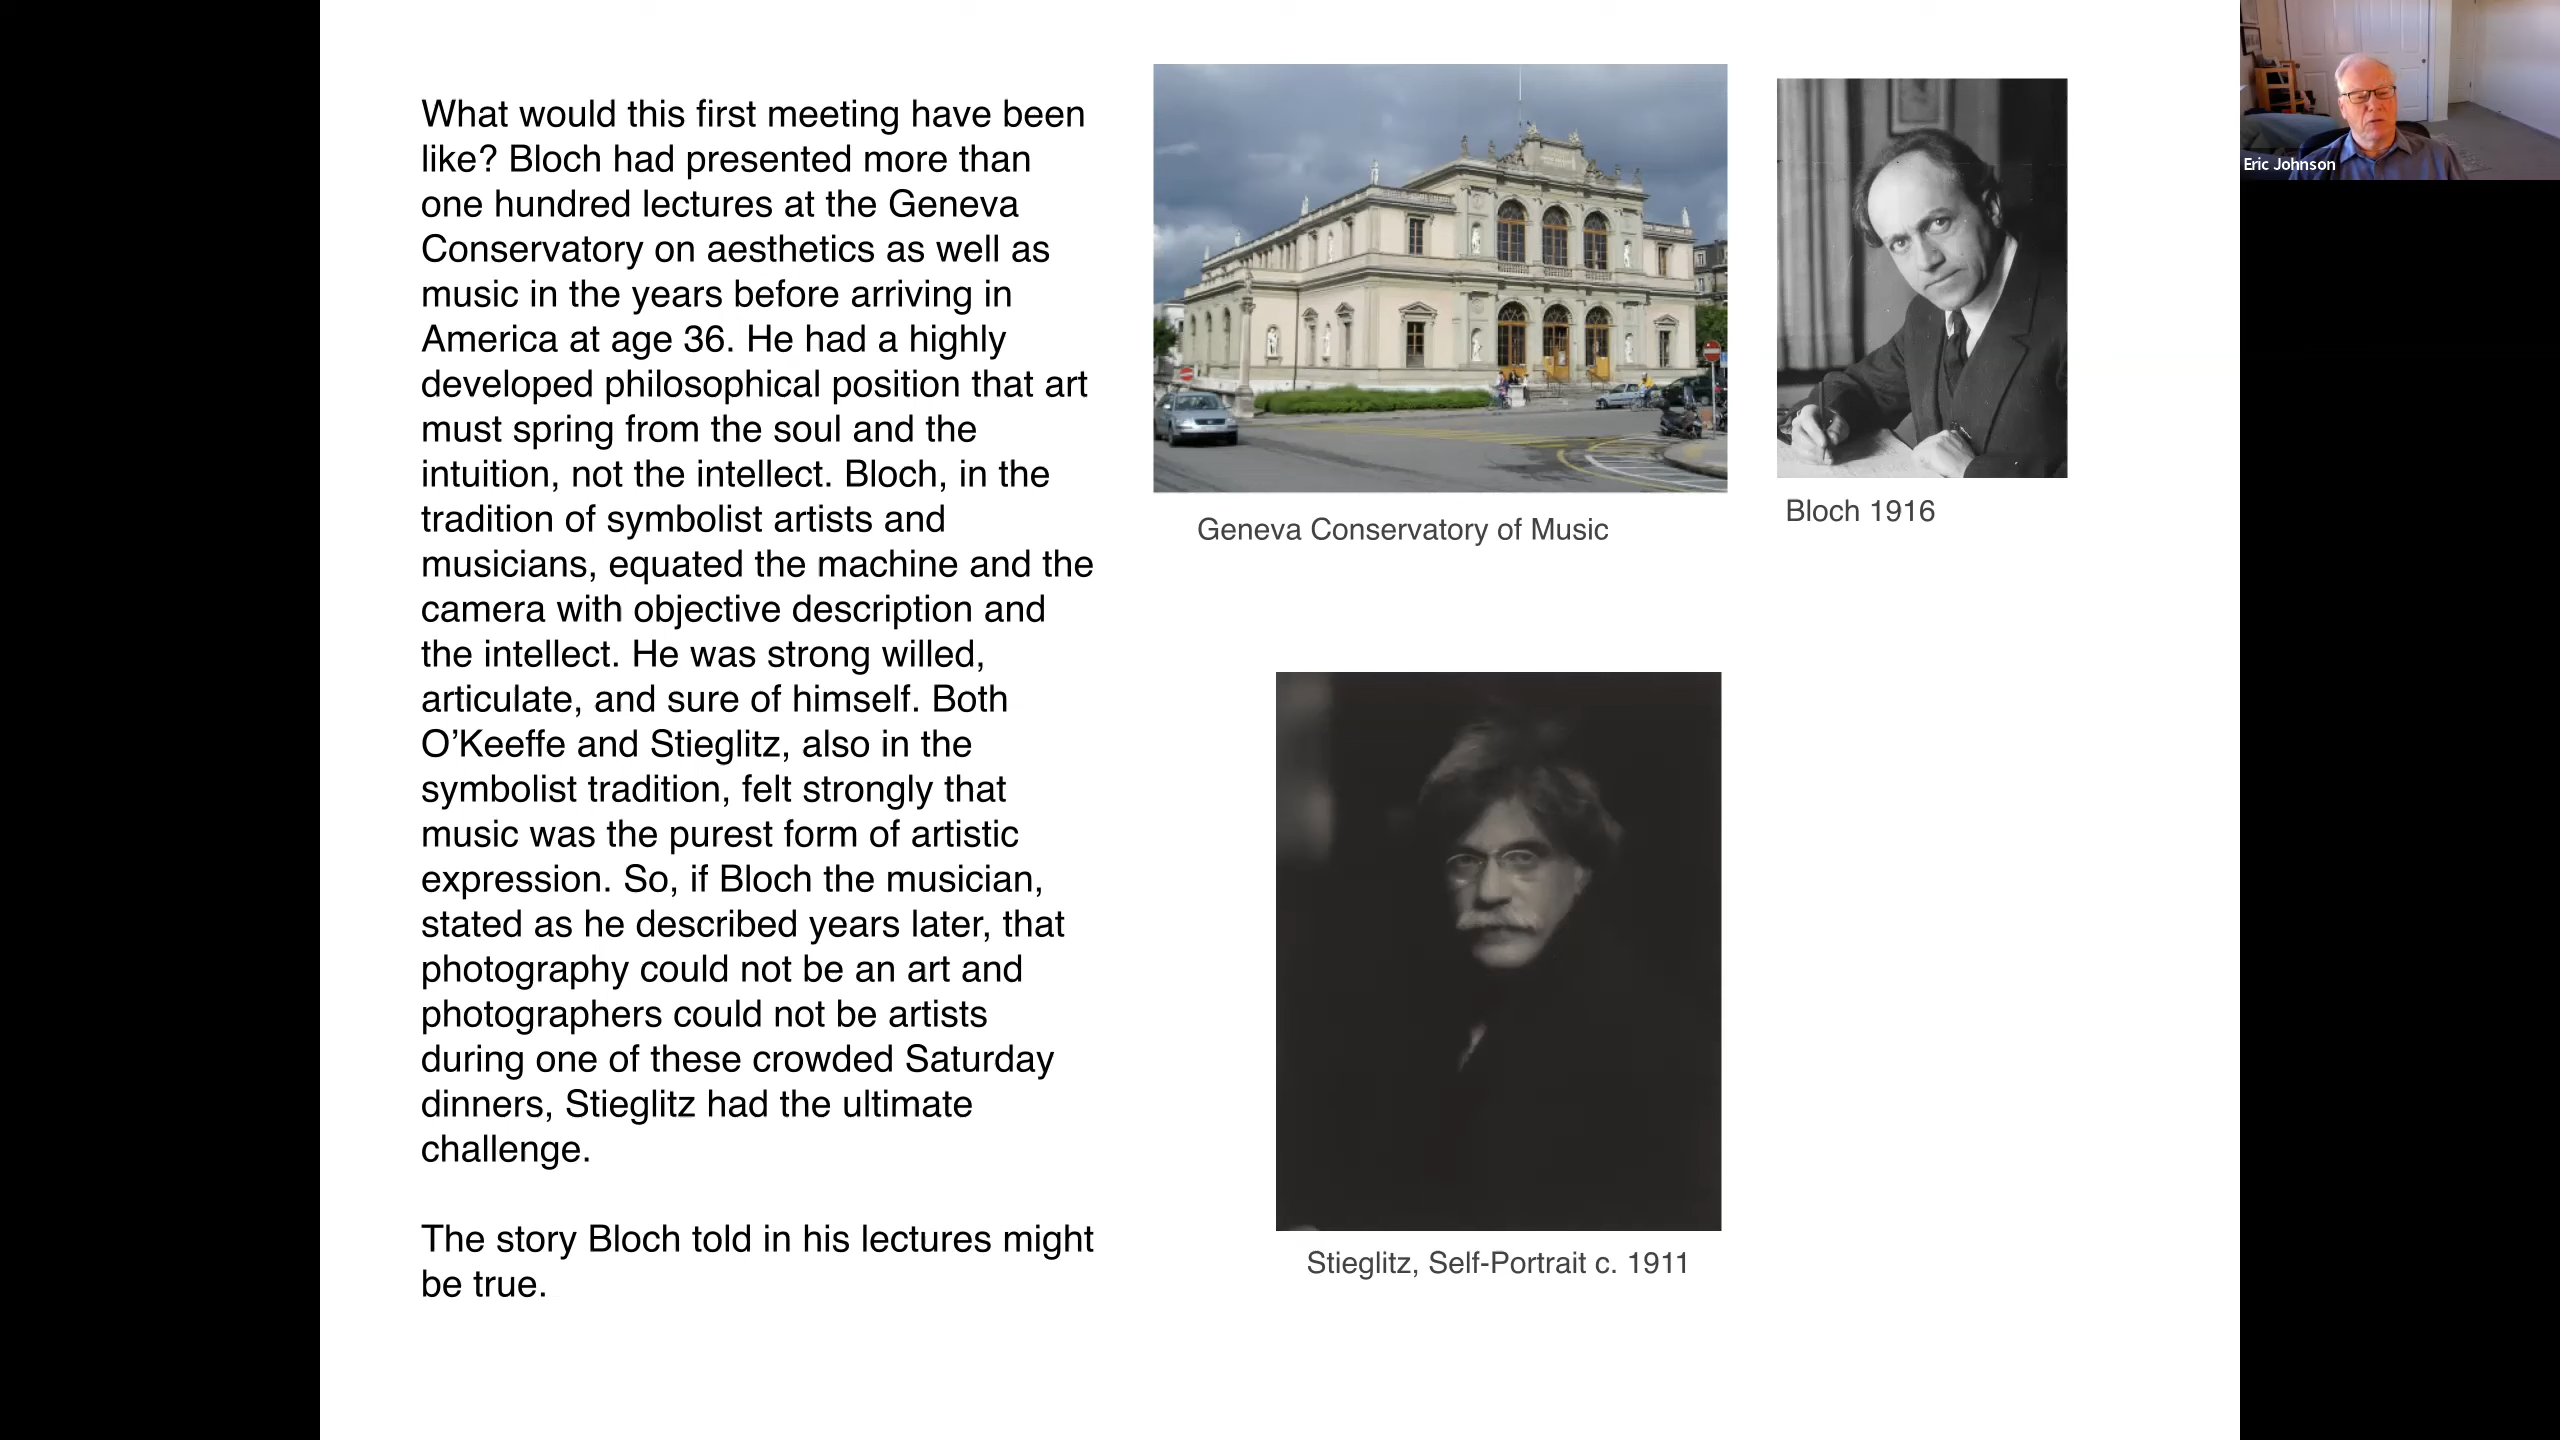 What would this first meeting have been
like? Bloch had presented more than
one hundred lectures at the Geneva
Conservatory on aesthetics as well as
music in the years before arriving in
America at age 36. He had a highly
developed philosophical position that art
must spring from the soul and the
intuition, not the intellect. Bloch, in the
tradition of symbolist artists and
musicians, equated the machine and the
camera with objective description and
the intellect. He was strong willed,
articulate, and sure of himself. Both
O’Keeffe and Stieglitz, also in the
symbolist tradition, felt strongly that
music was the purest form of artistic
expression. So, if Bloch the musician,
stated as he described years later, that
photography could not be an art and
photographers could not be artists
during one of these crowded Saturday
dinners, Stieglitz had the ultimate
challenge.
The story Bloch told in his lectures might
be true.
Geneva Conservatory of Music
Bloch 1916
Stieglitz, Self-Portrait c. 1911
Eric Johnson